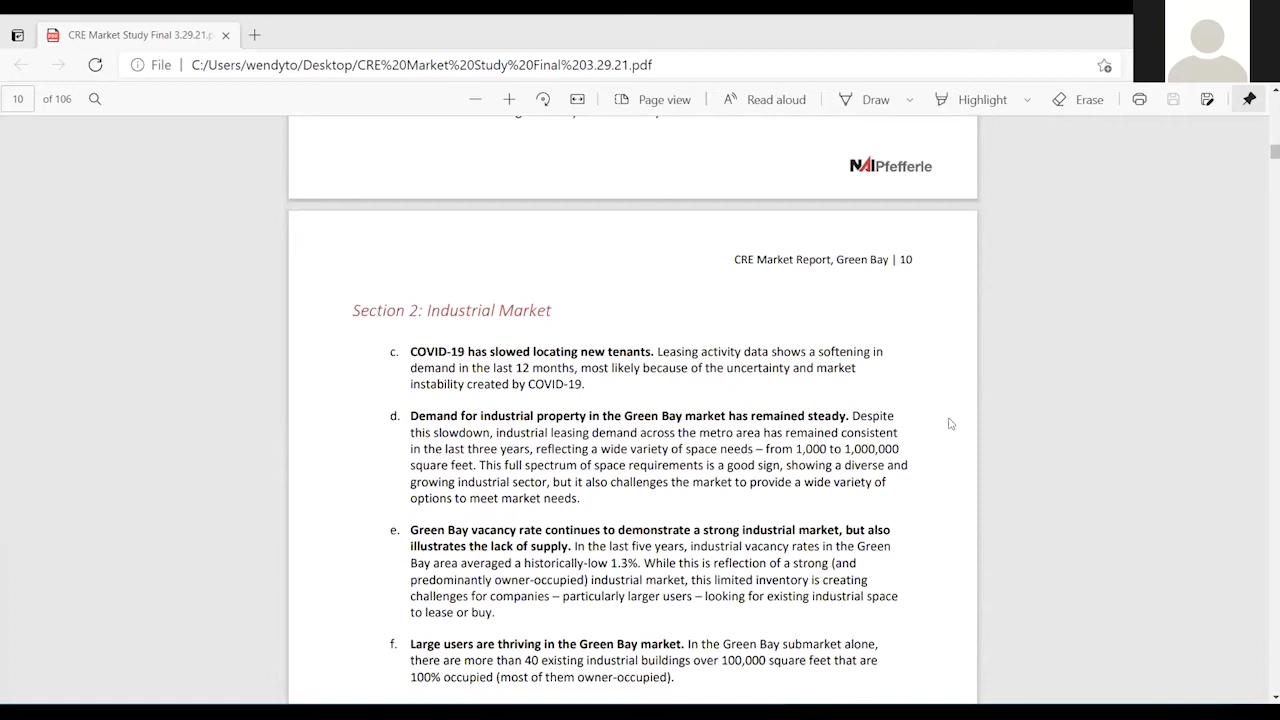 CRE Market Study Final 3.29.21.p
File | C:/Users/wendyto/Desktop/CRE%20Market%20Study%20Final%203.29.21.pdf
10 of 106 Page view Read aloud Draw Highlight Erase
NAIPfefferle
CRE Market Report, Green Bay | 10
Section 2: Industrial Market
c. COVID-19 has slowed locating new tenants. Leasing activity data shows a softening in
demand in the last 12 months, most likely because of the uncertainty and market
instability created by COVID-19.
d. Demand for industrial property in the Green Bay market has remained steady. Despite
this slowdown, industrial leasing demand across the metro area has remained consistent
in the last three years, reflecting a wide variety of space needs – from 1,000 to 1,000,000
square feet. This full spectrum of space requirements is a good sign, showing a diverse and
growing industrial sector, but it also challenges the market to provide a wide variety of
options to meet market needs.
e. Green Bay vacancy rate continues to demonstrate a strong industrial market, but also
illustrates the lack of supply. In the last five years, industrial vacancy rates in the Green
Bay area averaged a historically-low 1.3%. While this is reflection of a strong (and
predominantly owner-occupied) industrial market, this limited inventory is creating
challenges for companies – particularly larger users – looking for existing industrial space
to lease or buy.
f. Large users are thriving in the Green Bay market. In the Green Bay submarket alone,
there are more than 40 existing industrial buildings over 100,000 square feet that are
100% occupied (most of them owner-occupied).